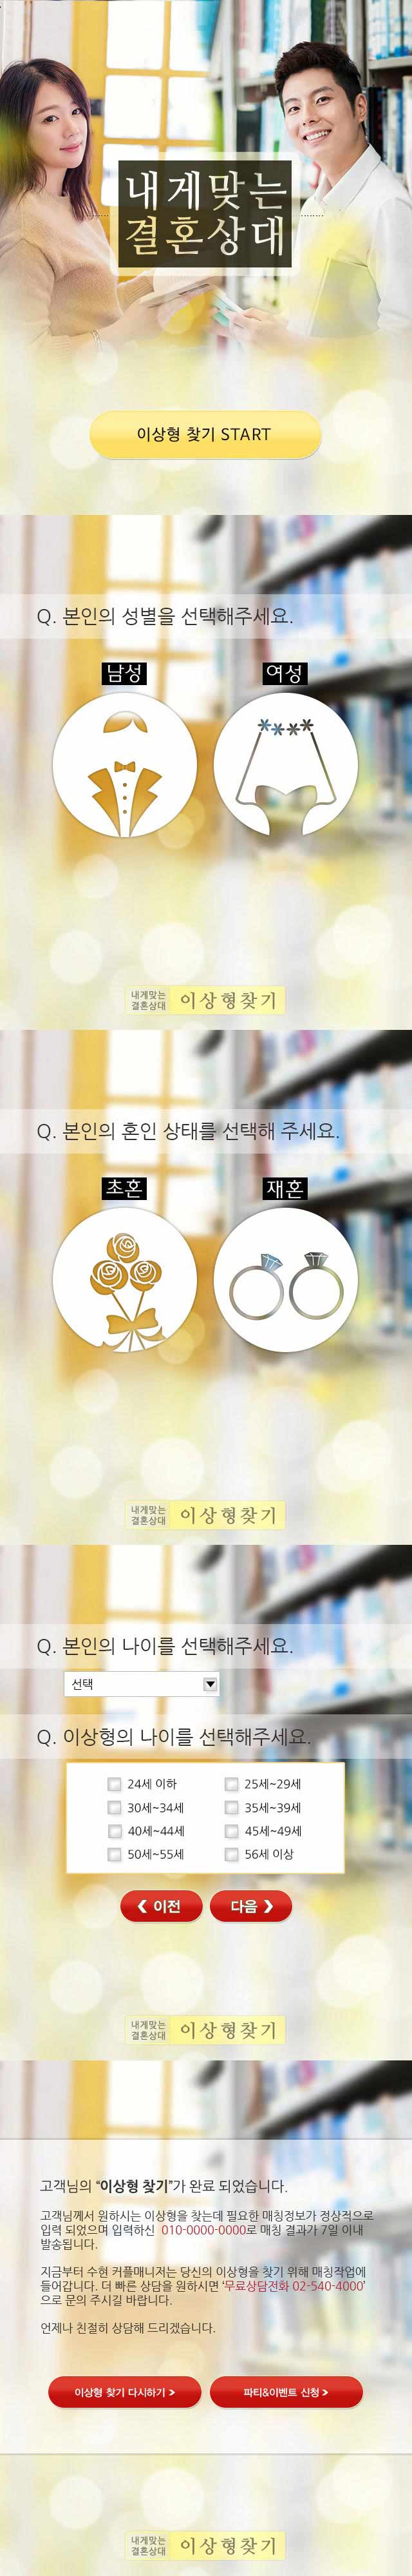 내게맞는
결혼상대
이상형 찾기 START
Q. 본인의 성별을 선택해주세요.
남성 여성
내게맞는
결혼상대 이상형찾기
Q. 본인의 혼인 상태를 선택해 주세요.
초혼 재혼
내게맞는
결혼상대 이상형찾기
Q. 본인의 나이를 선택해주세요.
선택
Q. 이상형의 나이를 선택해주세요.
24세 이하 25세~29세
30세~34세 35세~39세
40세~44세 45세~49세
50세~55세 56세 이상
이전 다음
내게맞는
결혼상대 이상형찾기
고객님의 “이상형 찾기”가 완료 되었습니다.
고객님께서 원하시는 이상형을 찾는데 필요한 매칭정보가 정상적으로
입력 되었으며 입력하신 010-0000-0000로 매칭 결과가 7일 이내
발송됩니다.
지금부터 수현 커플매니저는 당신의 이상형을 찾기 위해 매칭작업에
들어갑니다. 더 빠른 상담을 원하시면 ‘무료상담전화 02-540-4000’
으로 문의 주시길 바랍니다.
언제나 친절히 상담해 드리겠습니다.
이상형 찾기 다시하기 > 파티&이벤트 신청 >
내게맞는
결혼상대 이상형찾기